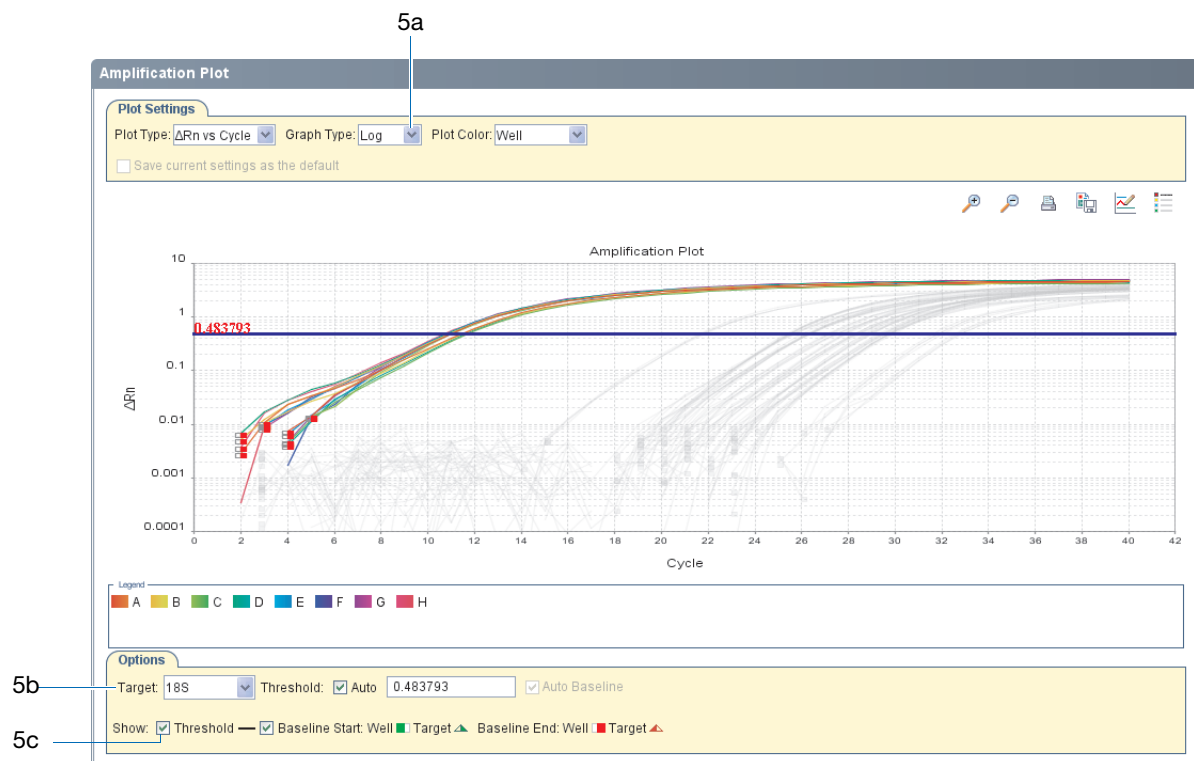 5a
Amplification Plot
Plot Settings
Plot Type: ΔRn vs Cycle Graph Type: Log Plot Color: Well
Save current settings as the default
Amplification Plot
10
1
0.483793
0.1
ΔRn
0.01
0.001
0.0001
0 2 4 6 8 10 12 14 16 18 20 22 24 26 28 30 32 34 36 38 40 42
Cycle
Legend
A B C D E F G H
Options
5b
Target: 18S Threshold: Auto 0.483793 Auto Baseline
Show: Threshold Baseline Start: Well Target Baseline End: Well Target
5c